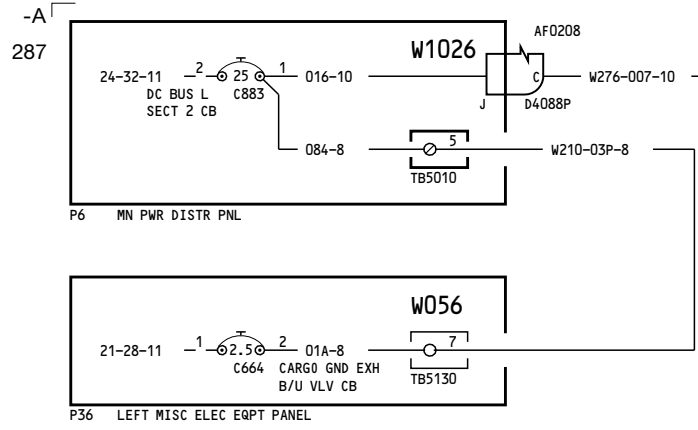 -A
287
AF0208
W1026
24-32-11 2 25 1 016-10 C W276-007-10
DC BUS L C883 J D4088P
SECT 2 CB
084-8 5 W210-03P-8
TB5010
P6 MN PWR DISTR PNL
W056
21-28-11 1 2.5 2 01A-8 7
C664 CARGO GND EXH TB5130
B/U VLV CB
P36 LEFT MISC ELEC EQPT PANEL